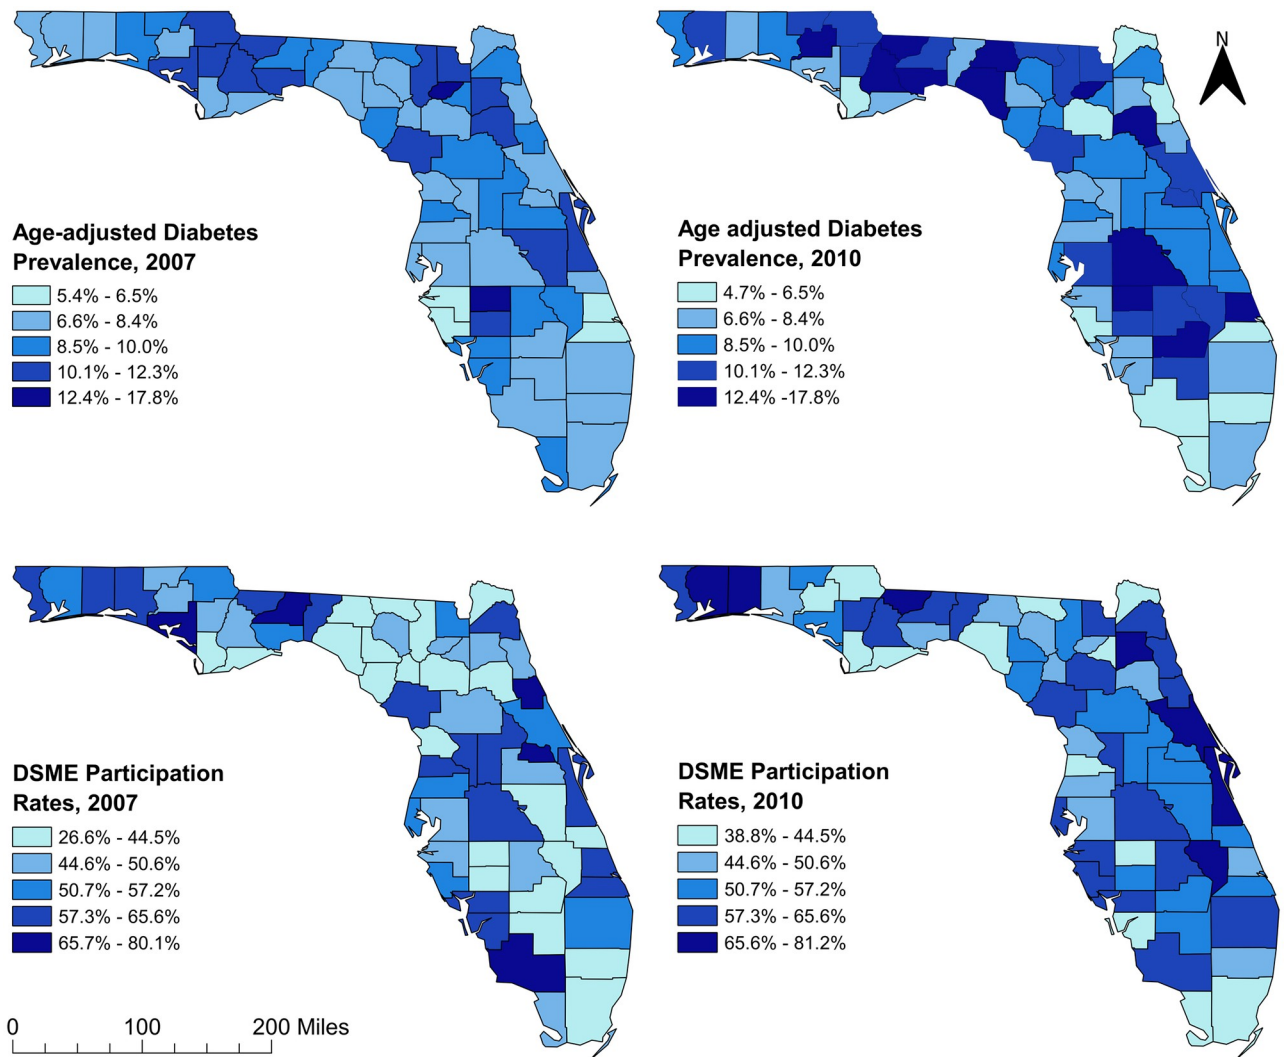 N
Age-adjusted Diabetes
Prevalence, 2007
5.4% - 6.5%
6.6% - 8.4%
8.5% - 10.0%
10.1% - 12.3%
12.4% - 17.8%
Age adjusted Diabetes
Prevalence, 2010
4.7% - 6.5%
6.6% - 8.4%
8.5% - 10.0%
10.1% - 12.3%
12.4% -17.8%
DSME Participation
Rates, 2007
26.6% - 44.5%
44.6% - 50.6%
50.7% - 57.2%
57.3% - 65.6%
65.7% - 80.1%
DSME Participation
Rates, 2010
38.8% - 44.5%
44.6% - 50.6%
50.7% - 57.2%
57.3% - 65.6%
65.6% - 81.2%
0 100 200 Miles